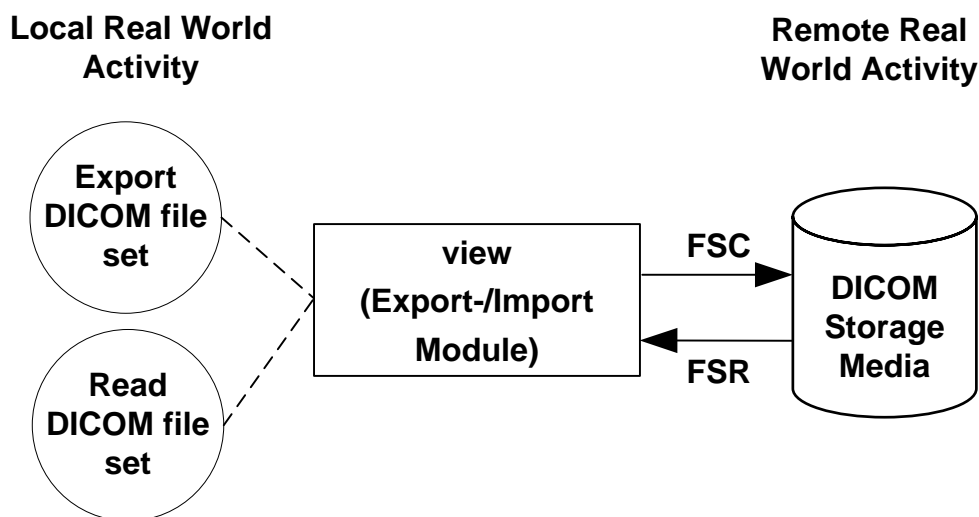 Local Real World
Activity
Remote Real
World Activity
Export
DICOM file
set
Read
DICOM file
set
view
(Export-/Import
Module)
FSC
FSR
DICOM
Storage
Media